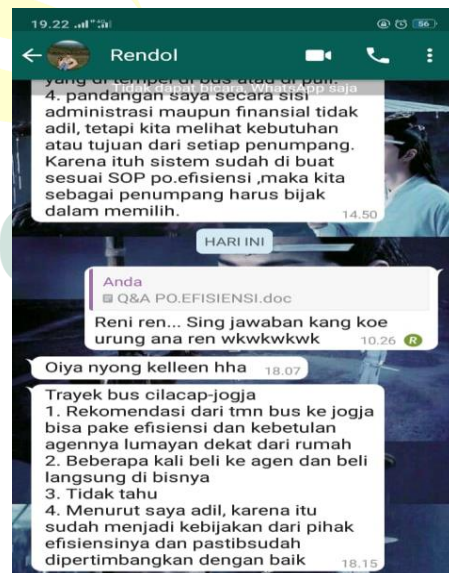 19.22
56
Rendol
yang di tempel di bus atau di
Tidak dapat bicara, WhatsApp saja
4. pandangan saya secara sisi
administrasi maupun finansial tidak
adil, tetapi kita melihat kebutuhan
atau tujuan dari setiap penumpang.
Karena ituh sistem sudah di buat
sesuai SOP po.efisiensi ,maka kita
sebagai penumpang harus bijak
dalam memilih.
14.50
HARI INI
Anda
Q&A PO.EFISIENSI.doc
Reni ren... Sing jawaban kang koe
urung ana ren wkwkwkwk
10.26 R
Oiya nyong kelleen hha 18.07
Trayek bus cilacap-jogja
1. Rekomendasi dari tmn bus ke jogja
bisa pake efisiensi dan kebetulan
agennya lumayan dekat dari rumah
2. Beberapa kali beli ke agen dan beli
langsung di bisnya
3. Tidak tahu
4. Menurut saya adil, karena itu
sudah menjadi kebijakan dari pihak
efisiensinya dan pastibsudah
dipertimbangkan dengan baik
18.15